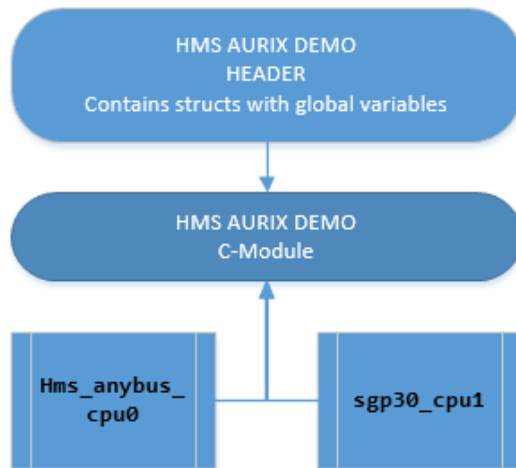 HMS AURIX DEMO
HEADER
Contains structs with global variables
HMS AURIX DEMO
C-Module
Hms_anybus_
cpu0
sgp30_cpu1